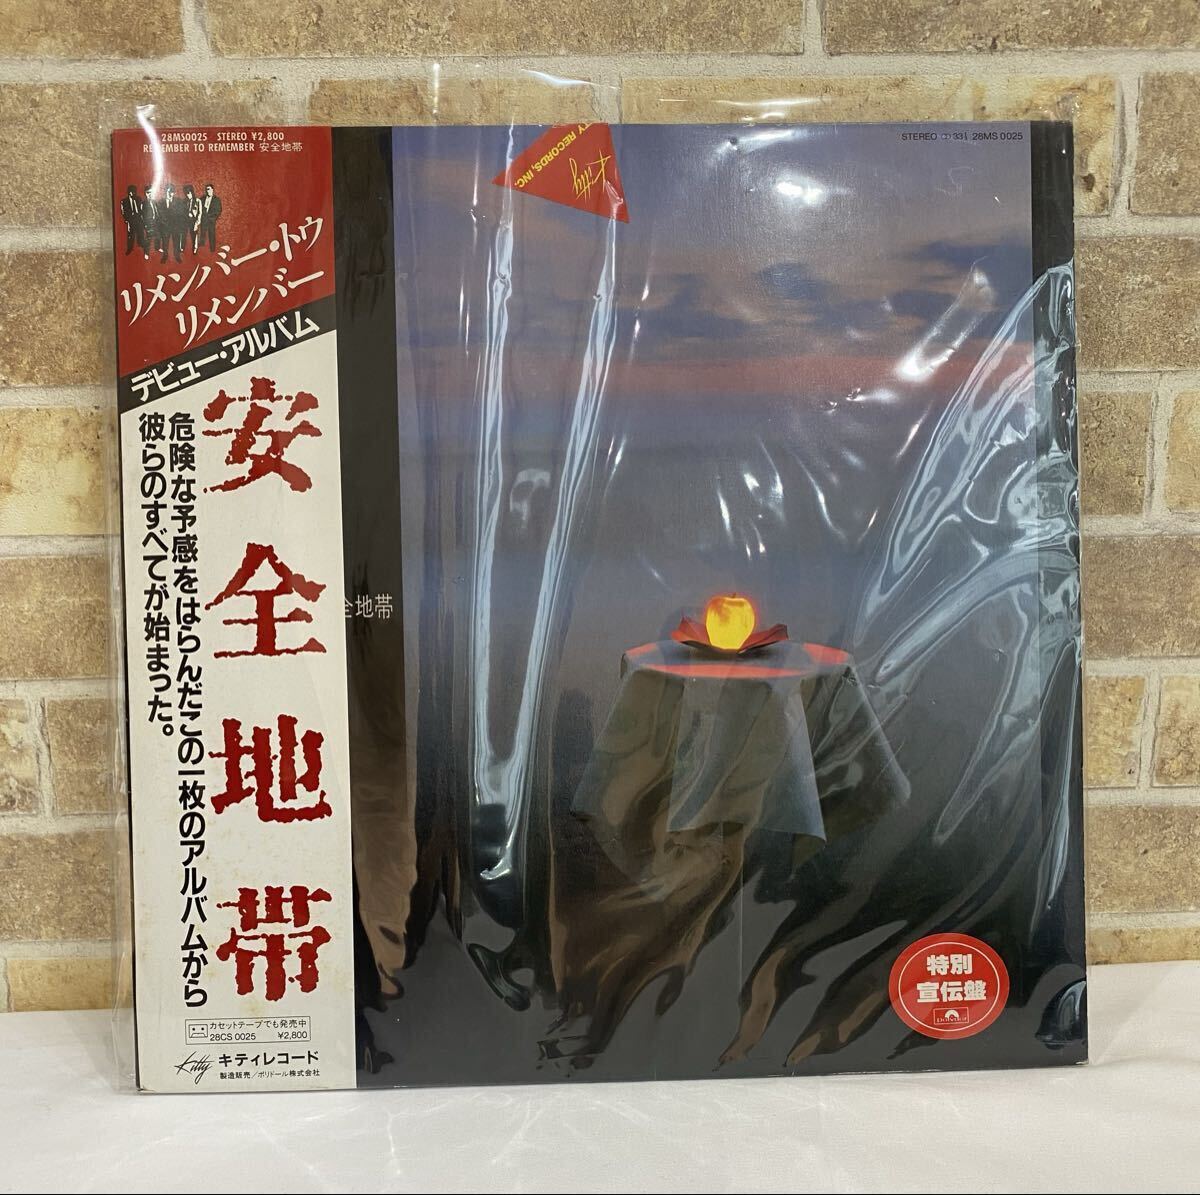 28MS0025 STEREO ¥2,800
REMEMBER TO REMEMBER 安全地帯
リメンバー・トゥ
リメンバー
デビュー・アルバム
安全地帯
危険な予感をはらんだこの一枚のアルバムから
彼らのすべてが始まった。
カセットテープでも発売中
28CS 0025 ¥2,800
Kitty キティレコード
製造販売/ポリドール株式会社
全地帯
Kitty
TY RECORDS, INC.
STEREO 33⅓ 28MS 0025
特別
宣伝盤
Polydor